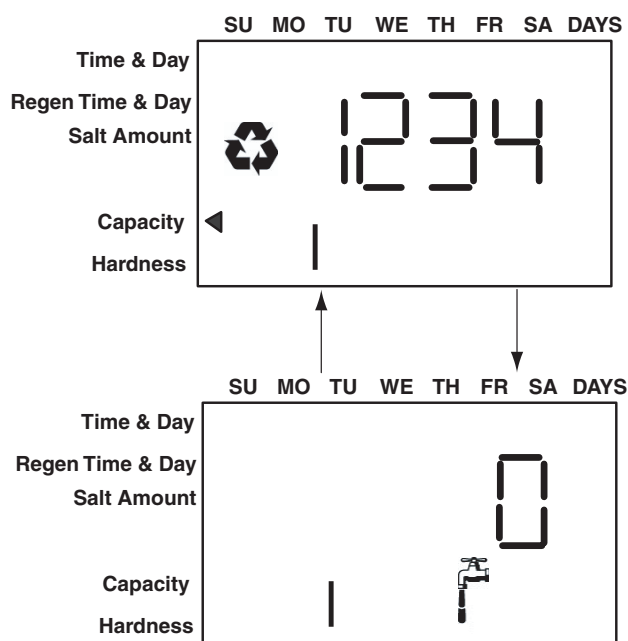 SU MO TU WE TH FR SA DAYS
Time & Day
Regen Time & Day
Salt Amount
1234
Capacity
1
Hardness
SU MO TU WE TH FR SA DAYS
Time & Day
Regen Time & Day
Salt Amount
0
Capacity
1
Hardness